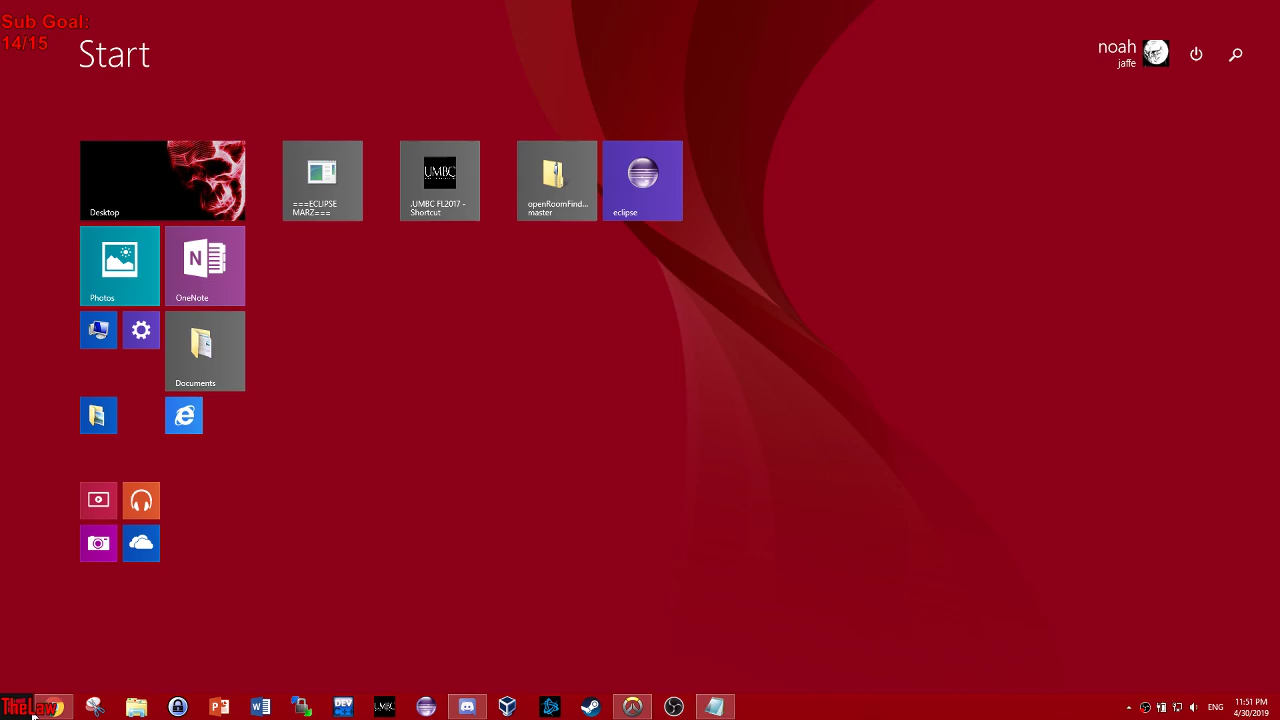 Sub Goal:
14/15
Start
noah
jaffe
Desktop
===ECLIPSE
MARZ===
UMBC
.UMBC FL2017 -
Shortcut
openRoomFind...
master
eclipse
Photos
N
OneNote
Documents
TheLaw
DEV
UMBC
ENG
11:51 PM
4/30/2019